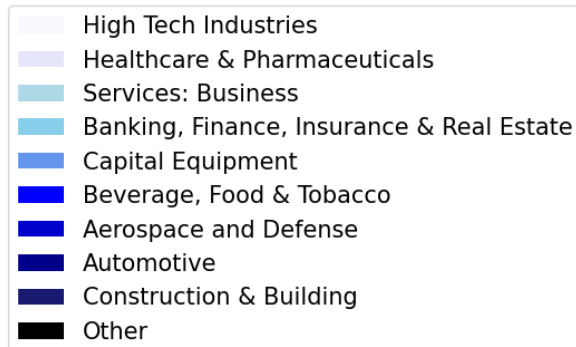 High Tech Industries
Healthcare & Pharmaceuticals
Services: Business
Banking, Finance, Insurance & Real Estate
Capital Equipment
Beverage, Food & Tobacco
Aerospace and Defense
Automotive
Construction & Building
Other